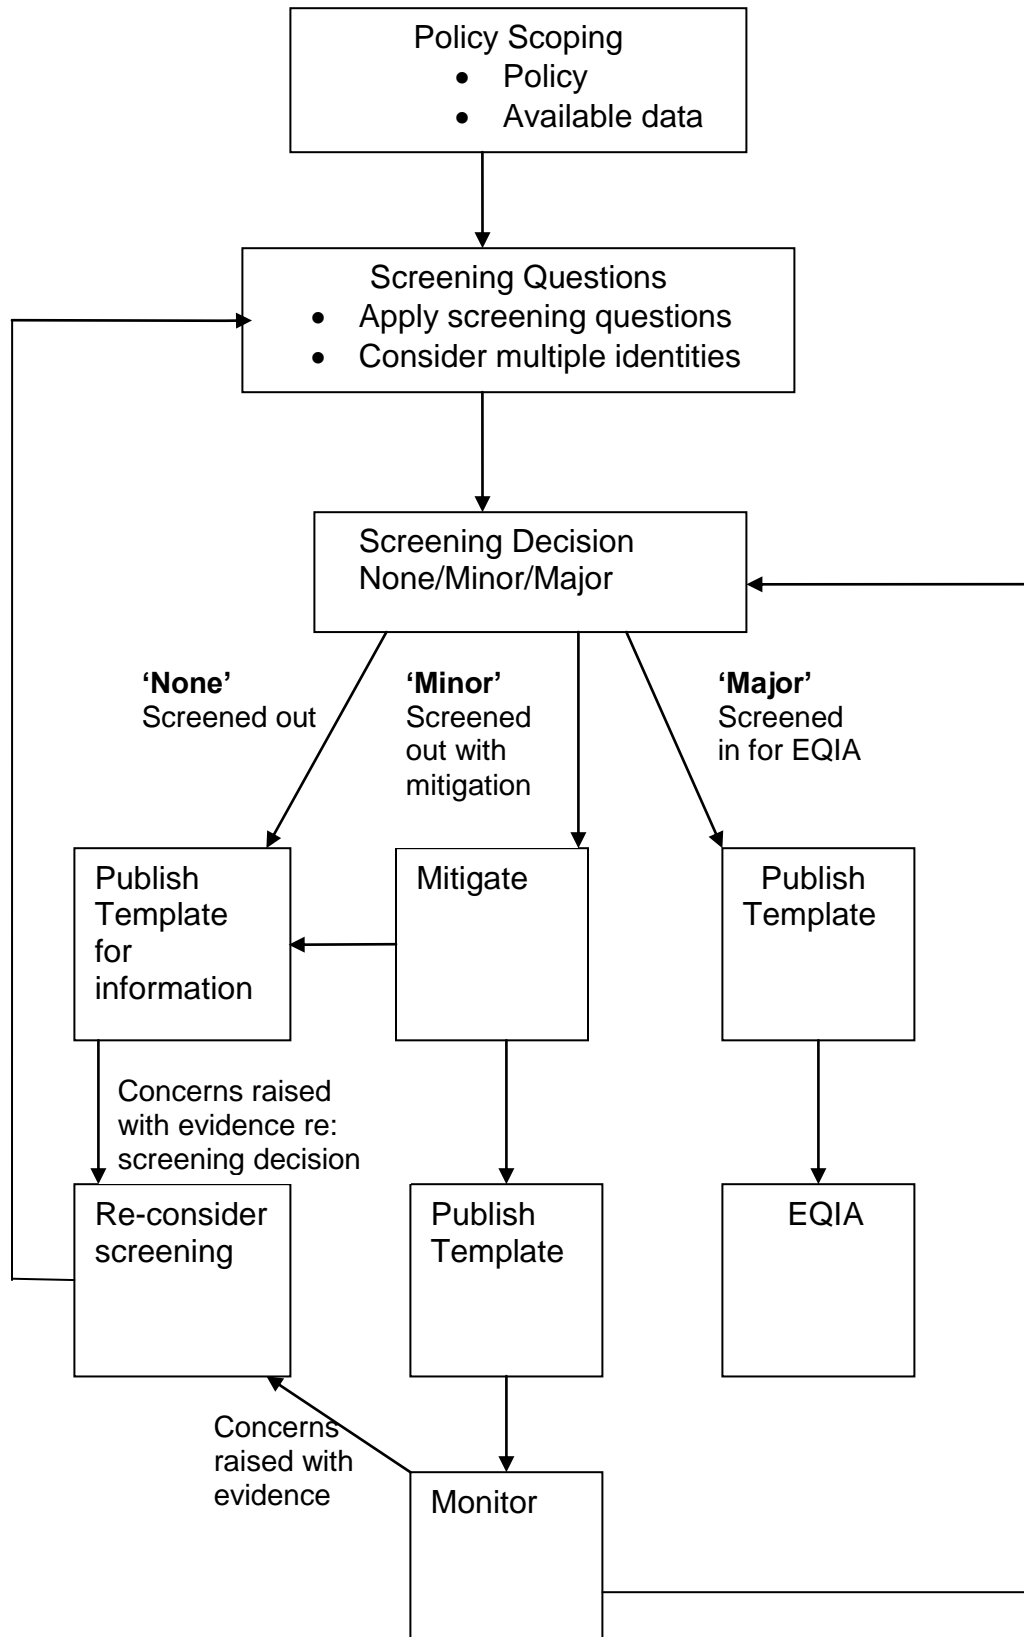 Policy Scoping
• Policy
• Available data
Screening Questions
• Apply screening questions
• Consider multiple identities
Screening Decision
None/Minor/Major
‘None’
Screened out
‘Minor’
Screened
out with
mitigation
‘Major’
Screened
in for EQIA
Publish
Template
for
information
Mitigate
Publish
Template
Concerns raised
with evidence re:
screening decision
Re-consider
screening
Publish
Template
EQIA
Concerns
raised with
evidence
Monitor